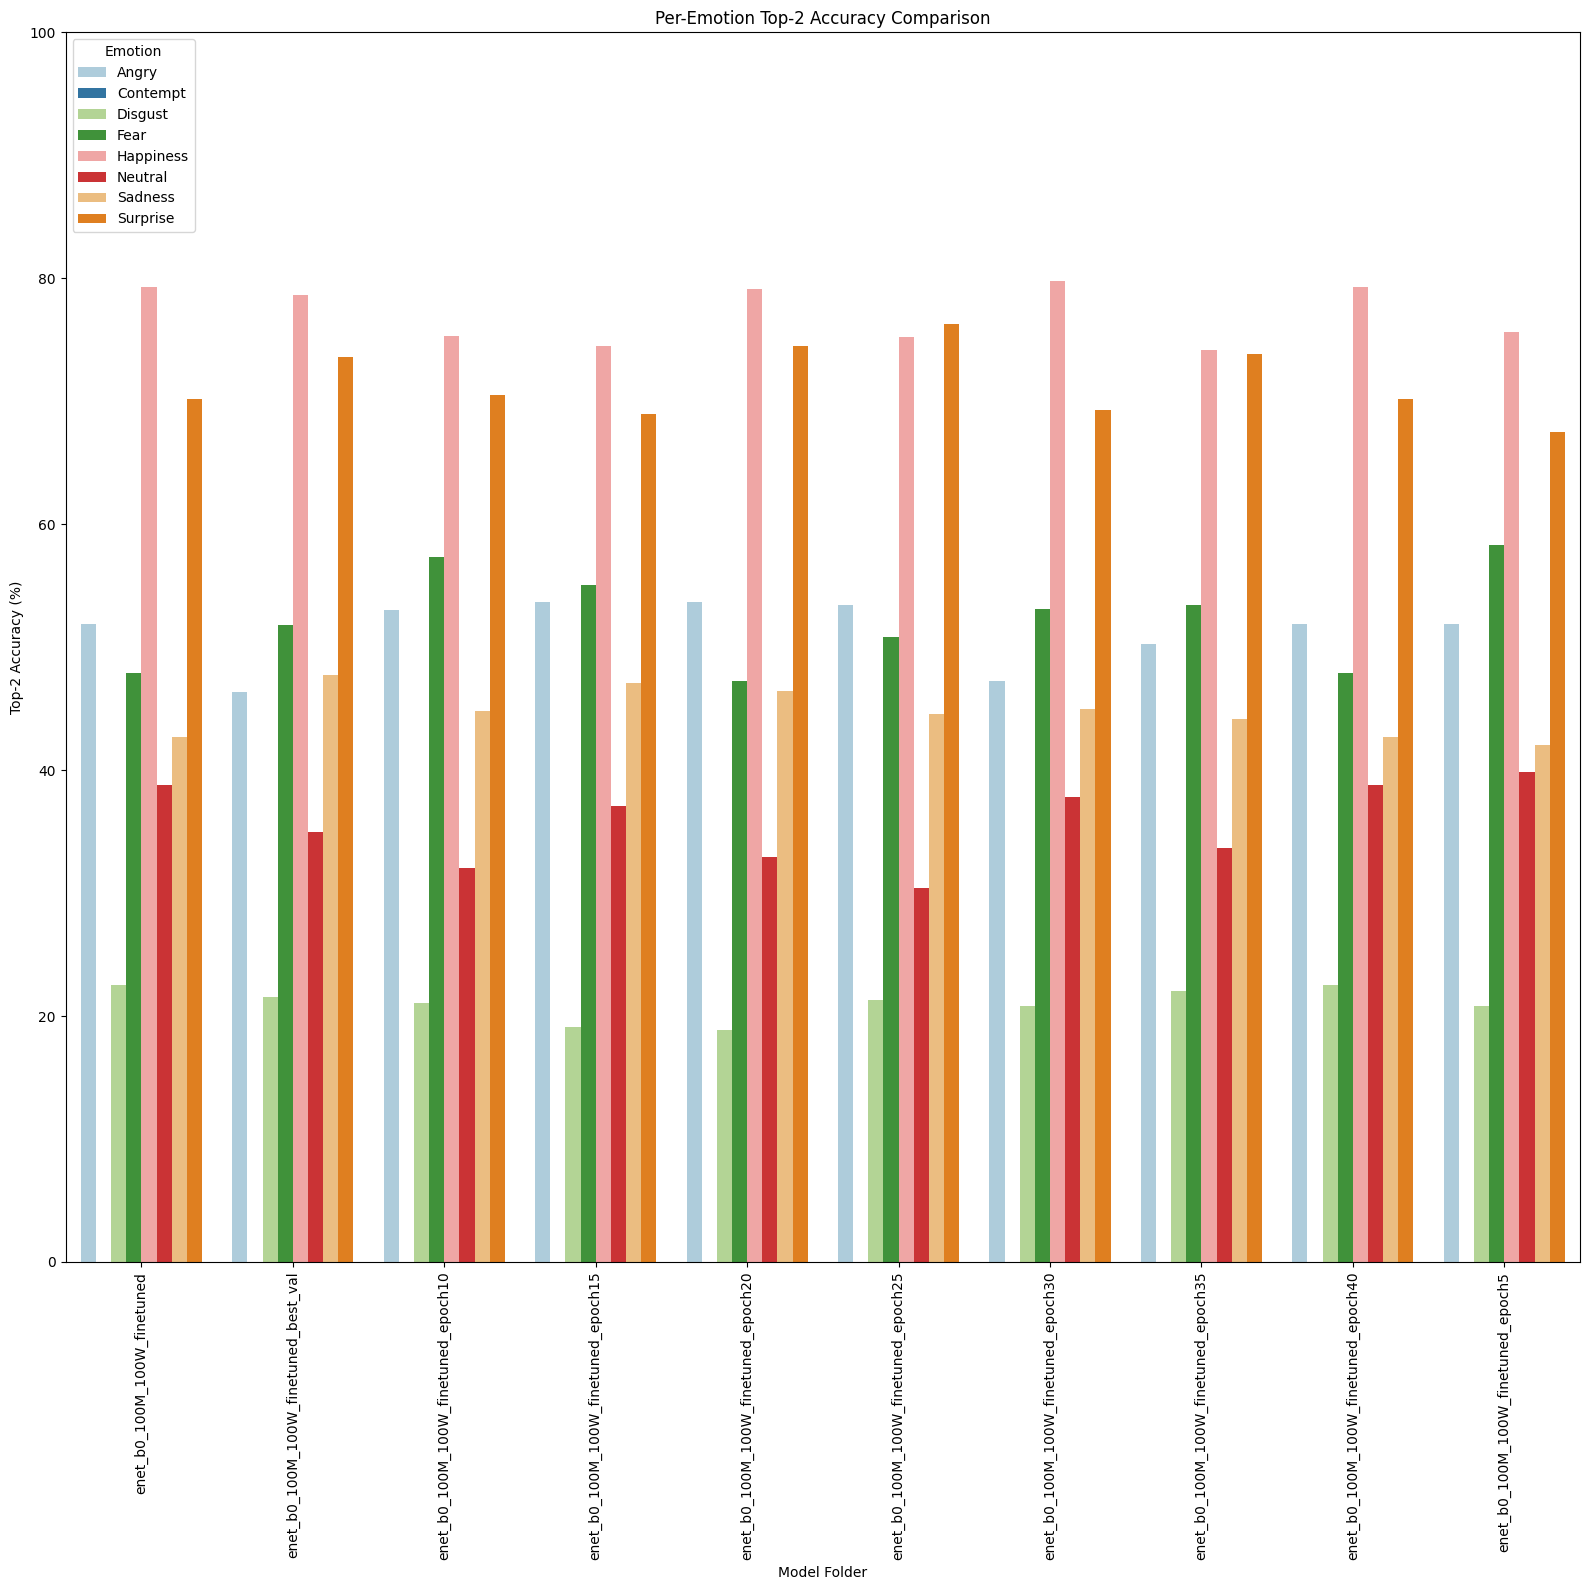 Per-Emotion Top-2 Accuracy Comparison
Emotion
Angry
Contempt
Disgust
Fear
Happiness
Neutral
Sadness
Surprise
100
80
60
40
20
0
Top-2 Accuracy (%)
enet_b0_100M_100W_finetuned
enet_b0_100M_100W_finetuned_best_val
enet_b0_100M_100W_finetuned_epoch10
enet_b0_100M_100W_finetuned_epoch15
enet_b0_100M_100W_finetuned_epoch20
enet_b0_100M_100W_finetuned_epoch25
enet_b0_100M_100W_finetuned_epoch30
enet_b0_100M_100W_finetuned_epoch35
enet_b0_100M_100W_finetuned_epoch40
enet_b0_100M_100W_finetuned_epoch5
Model Folder